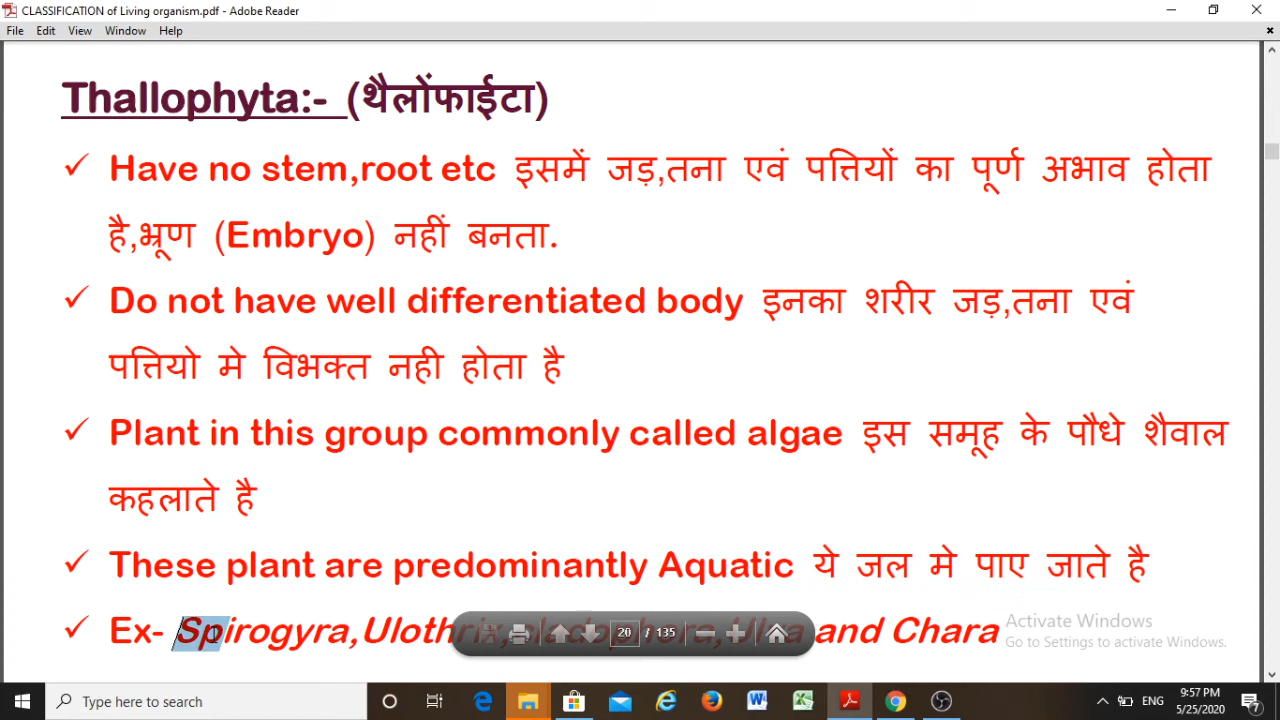 CLASSIFICATION of Living organism.pdf - Adobe Reader
File Edit View Window Help
Thallophyta:- (थैलोंफाईटा)
✓ Have no stem,root etc इसमें जड़,तना एवं पत्तियों का पूर्ण अभाव होता
है,भ्रूण (Embryo) नहीं बनता.
✓ Do not have well differentiated body इनका शरीर जड़,तना एवं
पत्तियो मे विभक्त नही होता है
✓ Plant in this group commonly called algae इस समूह के पौधे शैवाल
कहलाते है
✓ These plant are predominantly Aquatic ये जल मे पाए जाते है
✓ Ex- Spirogyra,Ulothrix, and Chara
20 / 135
Activate Windows
Go to Settings to activate Windows.
Type here to search
ENG
9:57 PM
5/25/2020
7